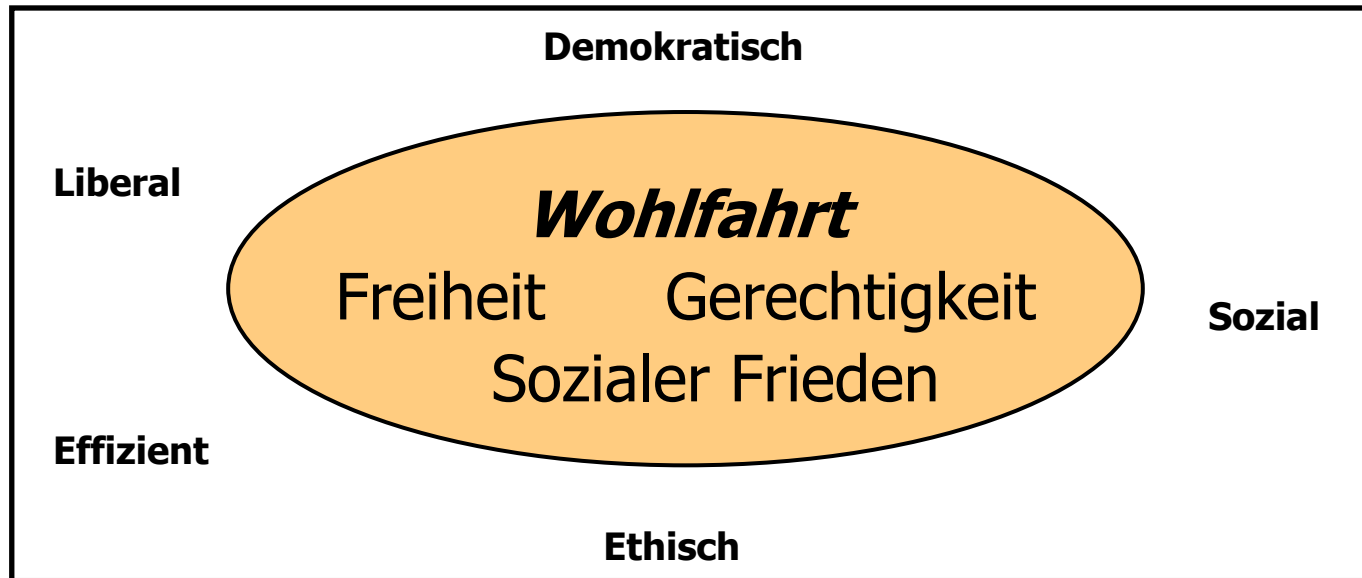 Demokratisch
Liberal
Wohlfahrt
Freiheit Gerechtigkeit
Sozial
Sozialer Frieden
Effizient
Ethisch